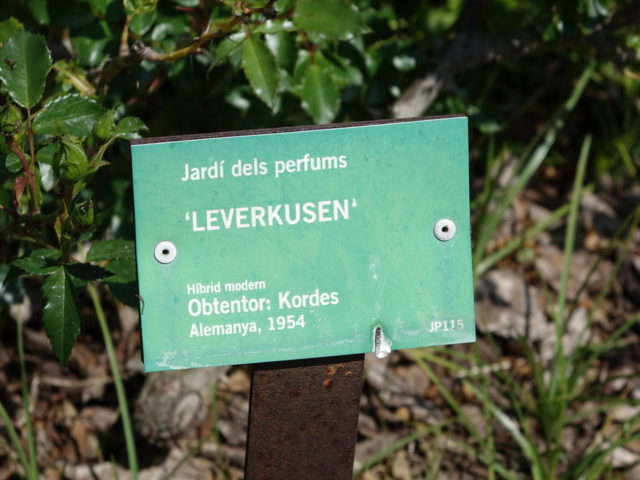 Jardí dels perfums
‘LEVERKUSEN‘
Híbrid modern
Obtentor: Kordes
Alemanya, 1954
JP115